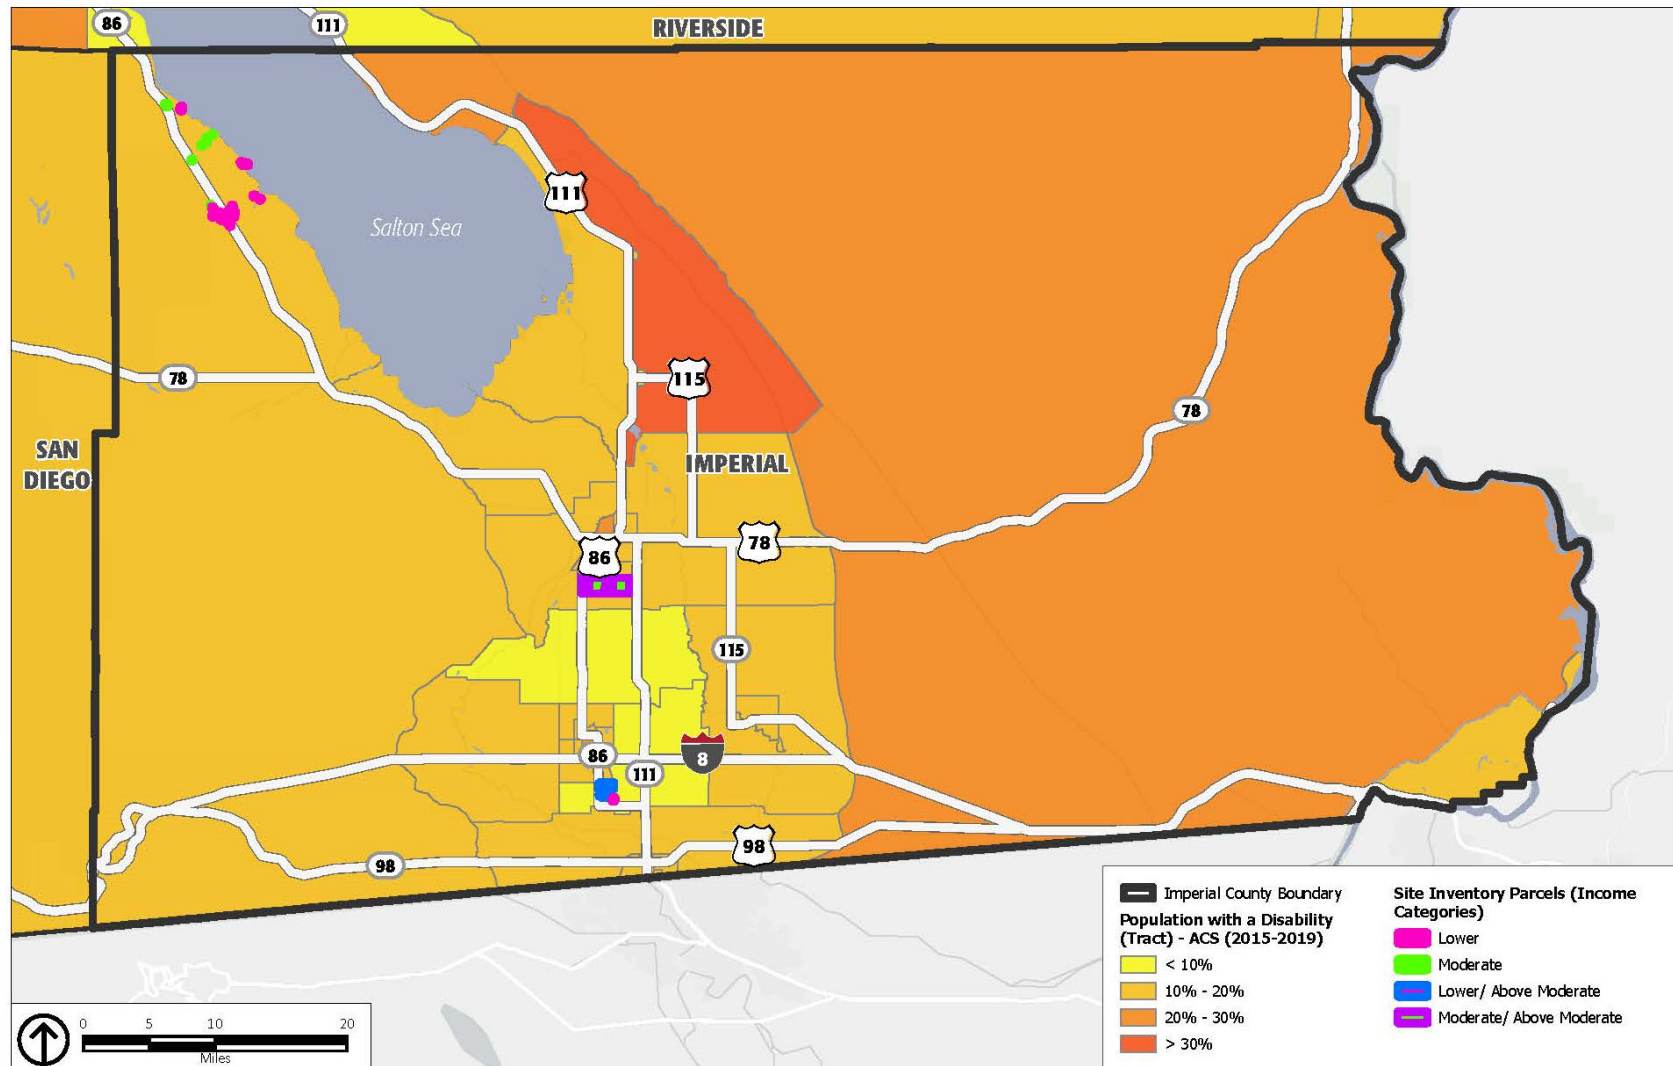 86
111
RIVERSIDE
111
Salton Sea
78
115
78
SAN
DIEGO
IMPERIAL
86
78
115
86
8
111
98
98
Imperial County Boundary
Population with a Disability
(Tract) - ACS (2015-2019)
< 10%
10% - 20%
20% - 30%
> 30%
Site Inventory Parcels (Income
Categories)
Lower
Moderate
Lower/ Above Moderate
Moderate/ Above Moderate
0 5 10 20
Miles